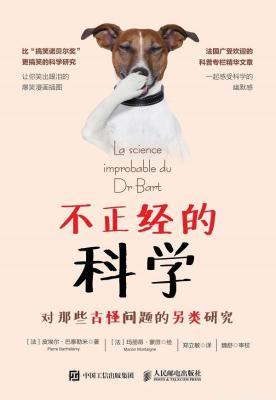 比“搞笑诺贝尔奖”
更搞笑的科学研究
让你笑出眼泪的
爆笑漫画插图
法国广受欢迎的
科普专栏精华文章
一起感受科学的
幽默感
La science
improbable du
Dr Bart
不正经的
科学
对那些古怪问题的另类研究
[法] 皮埃尔·巴泰勒米◎著
Pierre Barthélémy
[法] 玛丽昂·蒙田◎绘
Marion Montaigne
郑立敏◎译
魏舒◎审校
中国工信出版集团
人民邮电出版社
POSTS & TELECOM PRESS